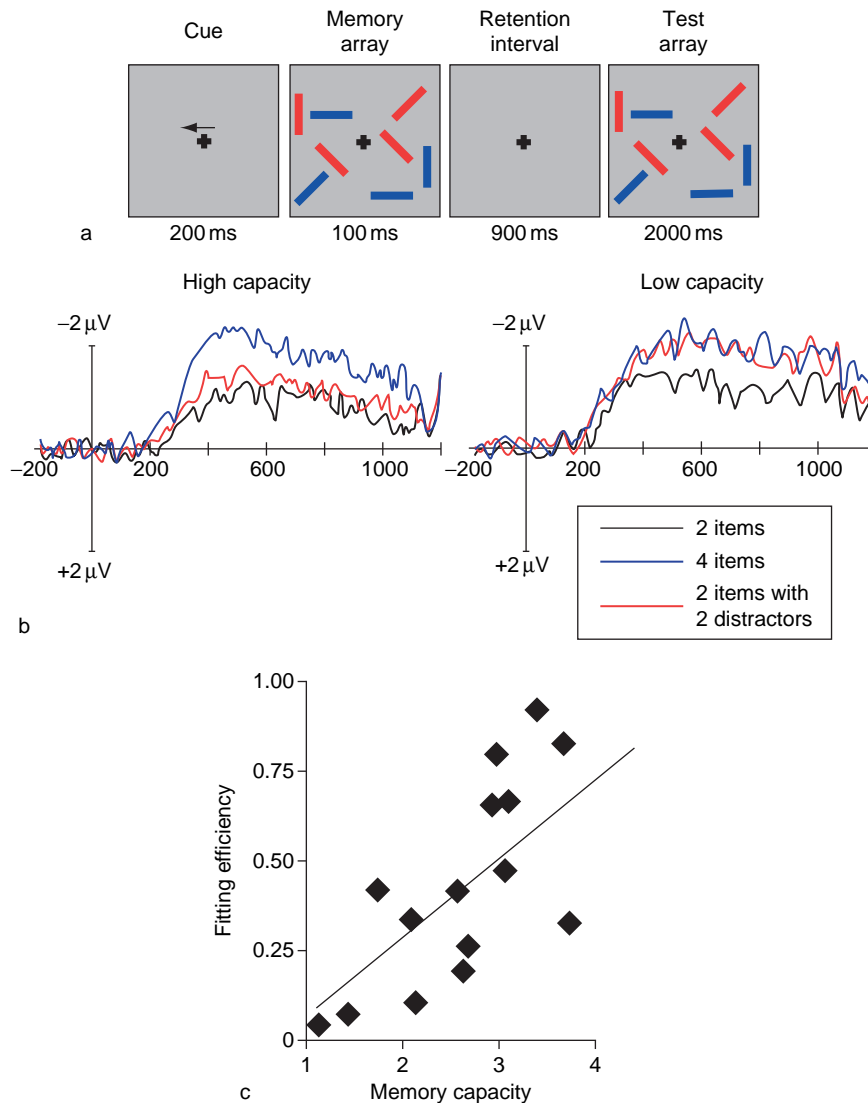 Cue
Memory
array
Retention
interval
Test
array
200 ms
100 ms
900 ms
2000 ms
a
High capacity
Low capacity
−2 μV
−2 μV
−200
200
600
1000
−200
200
600
1000
+2 μV
+2 μV
2 items
4 items
2 items with
2 distractors
b
1.00
0.75
0.50
0.25
0
Fitting efficiency
1
2
3
4
c
Memory capacity